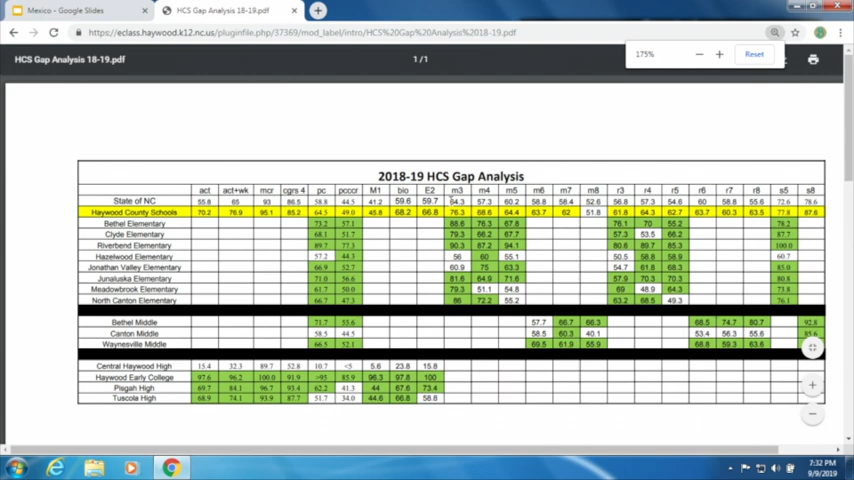 Mexico - Google Slides
HCS Gap Analysis 18-19.pdf
https://eclass.haywood.k12.nc.us/pluginfile.php/37369/mod_label/intro/HCS%20Gap%20Analysis%2018-19.pdf
175% Reset
HCS Gap Analysis 18-19.pdf 1 / 1
2018-19 HCS Gap Analysis
act act+wk mcr cgrs 4 pc pcccr M1 bio E2 m3 m4 m5 m6 m7 m8 r3 r4 r5 r6 r7 r8 s5 s8
State of NC 55.8 65 93 86.5 58.8 44.5 41.2 59.6 59.7 64.3 57.3 60.2 58.8 58.4 52.6 56.8 57.3 54.6 60 58.8 55.6 72.6 78.6
Haywood County Schools 70.2 76.9 95.1 85.2 64.5 49.0 45.8 68.2 66.8 76.3 68.6 64.4 63.7 62 51.8 61.8 64.3 62.7 63.7 60.3 63.5 77.8 87.6
Bethel Elementary 73.2 57.1 88.6 76.3 67.8 76.1 70 55.2 78.2
Clyde Elementary 68.1 51.7 79.3 66.2 67.7 57.3 53.5 66.2 87.7
Riverbend Elementary 89.7 77.3 90.3 87.2 94.1 80.6 89.7 85.3 100.0
Hazelwood Elementary 57.2 44.3 56 60 55.1 50.5 58.8 58.9 60.7
Jonathan Valley Elementary 66.9 52.7 60.9 75 63.3 54.7 61.8 68.3 85.0
Junaluska Elementary 71.0 56.6 81.6 64.9 71.6 57.9 70.3 70.3 80.8
Meadowbrook Elementary 61.7 50.0 79.3 51.1 54.8 69 48.9 64.3 73.8
North Canton Elementary 66.7 47.3 86 72.2 55.2 63.2 68.5 49.3 76.1
Bethel Middle 71.7 55.6 57.7 66.7 66.3 68.5 74.7 80.7 92.8
Canton Middle 58.5 44.5 58.5 60.3 40.1 53.4 56.3 55.6 85.6
Waynesville Middle 66.5 52.1 69.5 61.9 55.9 68.8 59.3 63.6
Central Haywood High 15.4 32.3 89.7 52.8 10.7 <5 5.6 23.8 15.8
Haywood Early College 97.6 96.2 100.0 91.9 >95 85.9 96.3 97.8 100
Pisgah High 69.7 84.1 96.7 93.4 62.2 41.3 44 67.6 73.4
Tuscola High 68.9 74.1 93.9 87.7 51.7 34.0 44.6 66.8 58.8
7:32 PM
9/9/2019